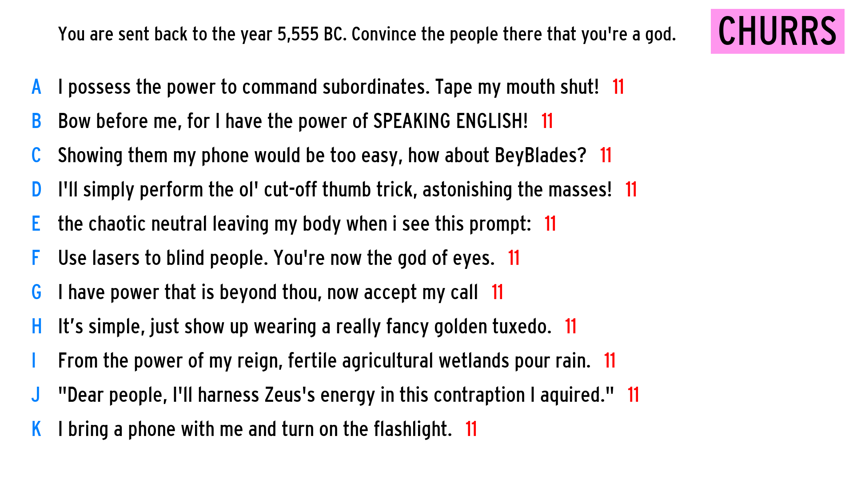 You are sent back to the year 5,555 BC. Convince the people there that you're a god.
CHURRS
A I possess the power to command subordinates. Tape my mouth shut! 11
B Bow before me, for I have the power of SPEAKING ENGLISH! 11
C Showing them my phone would be too easy, how about BeyBlades? 11
D I'll simply perform the ol' cut-off thumb trick, astonishing the masses! 11
E the chaotic neutral leaving my body when i see this prompt: 11
F Use lasers to blind people. You're now the god of eyes. 11
G I have power that is beyond thou, now accept my call 11
H It’s simple, just show up wearing a really fancy golden tuxedo. 11
I From the power of my reign, fertile agricultural wetlands pour rain. 11
J "Dear people, I'll harness Zeus's energy in this contraption I aquired." 11
K I bring a phone with me and turn on the flashlight. 11